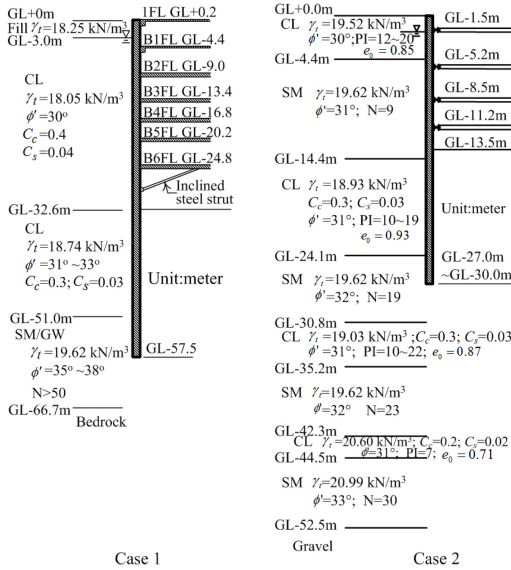 GL+0m
1FL GL+0.2
Fill γt=18.25 kN/m³
GL-3.0m
B1FL GL-4.4
B2FL GL-9.0
CL
γt=18.05 kN/m³
ϕ'=30°
Cc=0.4
Cs=0.04
B3FL GL-13.4
B4FL GL-16.8
B5FL GL-20.2
B6FL GL-24.8
Inclined
steel strut
GL-32.6m
CL
γt=18.74 kN/m³
ϕ'=31° ~33°
Cc=0.3; Cs=0.03
Unit:meter
GL-51.0m
SM/GW
γt=19.62 kN/m³
ϕ'=35° ~38°
N>50
GL-57.5
GL-66.7m
Bedrock
Case 1
GL+0.0m
CL γt=19.52 kN/m³
ϕ'=30°;PI=12~20
e0=0.85
GL-1.5m
GL-4.4m
GL-5.2m
SM γt=19.62 kN/m³
ϕ'=31°; N=9
GL-8.5m
GL-11.2m
GL-13.5m
GL-14.4m
CL γt=18.93 kN/m³
Cc=0.3; Cs=0.03
ϕ'=31°; PI=10~19
e0=0.93
Unit:meter
GL-24.1m
SM γt=19.62 kN/m³
ϕ'=32°; N=19
GL-27.0m
~GL-30.0m
GL-30.8m
CL γt=19.03 kN/m³ ;Cc=0.3; Cs=0.03
ϕ'=31°; PI=10~22; e0=0.87
GL-35.2m
SM γt=19.62 kN/m³
ϕ'=32° N=23
GL-42.3m
CL γt=20.60 kN/m³; Cc=0.2; Cs=0.02
ϕ'=31°; PI=7; e0=0.71
GL-44.5m
SM γt=20.99 kN/m³
ϕ'=33°; N=30
GL-52.5m
Gravel
Case 2